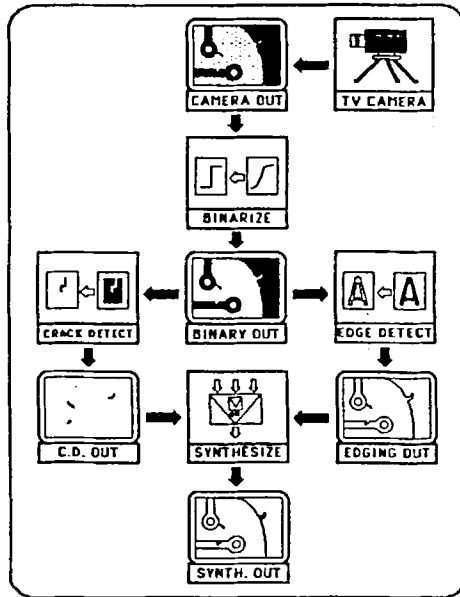 CAMERA OUT
TV CAMERA
BINARIZE
CRACK DETECT
BINARY OUT
EDGE DETECT
A A
C.D. OUT
SYNTHESIZE
EDGING OUT
SYNTH. OUT